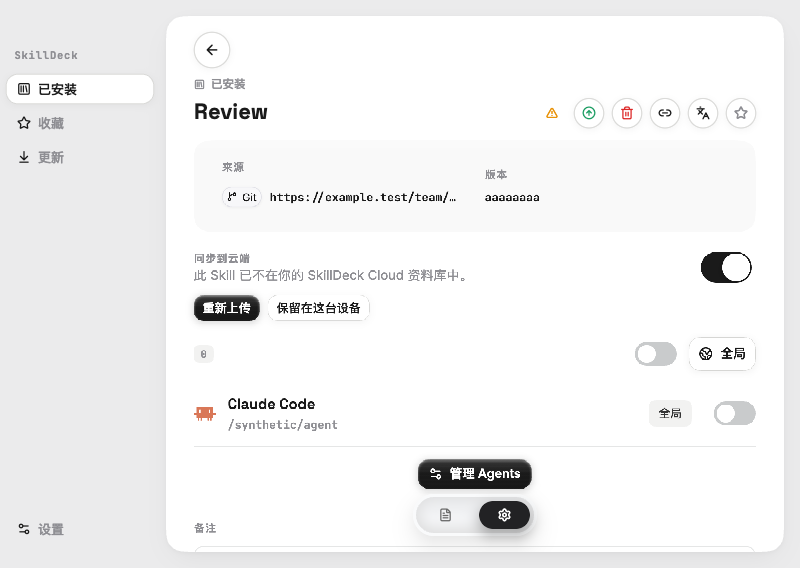 SkillDeck
已安装
收藏
更新
设置
已安装
Review
来源
版本
Git https://example.test/team/…
aaaaaaaa
同步到云端
此 Skill 已不在你的 SkillDeck Cloud 资料库中。
重新上传 保留在这台设备
0
全局
Claude Code
/synthetic/agent
全局
管理 Agents
备注